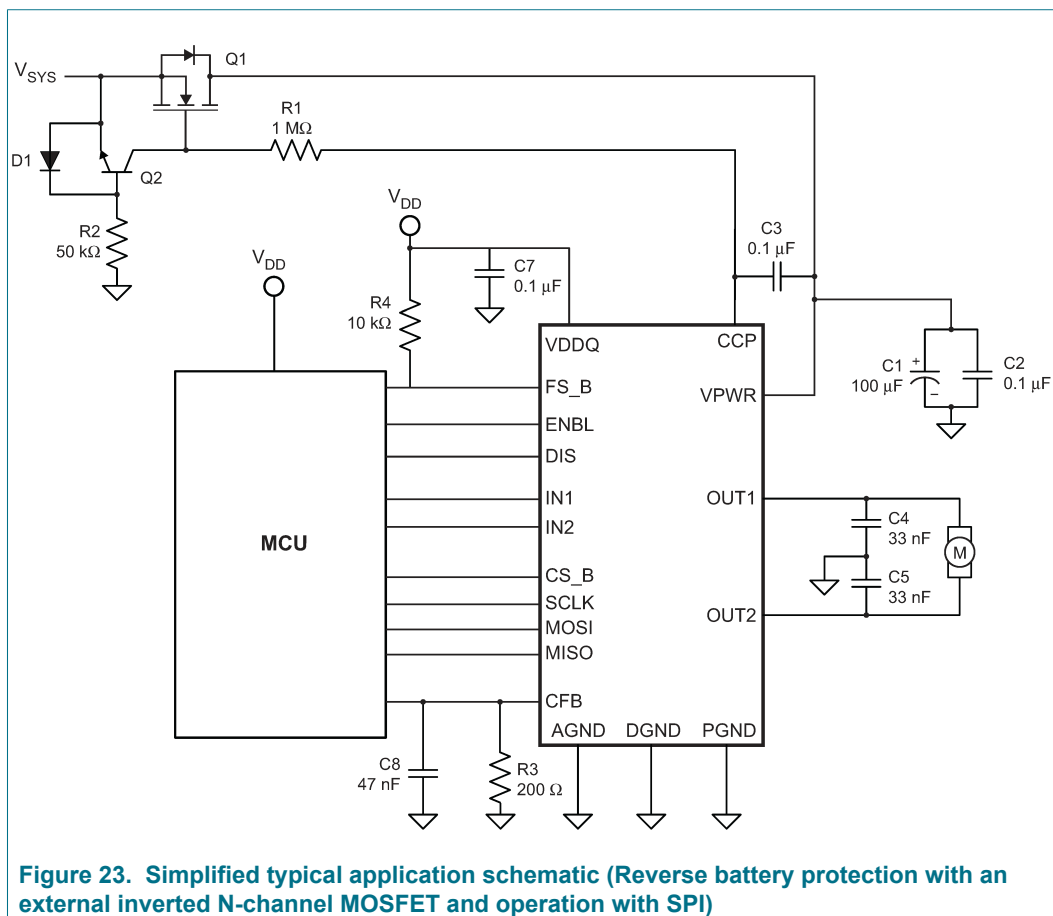 Q1
VSYS
R1
1 MΩ
D1
Q2
R2
50 kΩ
VDD
VDD
C7
0.1 µF
C3
0.1 µF
R4
10 kΩ
VDDQ
CCP
FS_B
VPWR
ENBL
DIS
IN1
IN2
CS_B
SCLK
MOSI
MISO
CFB
MCU
OUT1
OUT2
AGND
DGND
PGND
C1
100 µF
+
−
C2
0.1 µF
C4
33 nF
M
C5
33 nF
C8
47 nF
R3
200 Ω
Figure 23. Simplified typical application schematic (Reverse battery protection with an
external inverted N-channel MOSFET and operation with SPI)